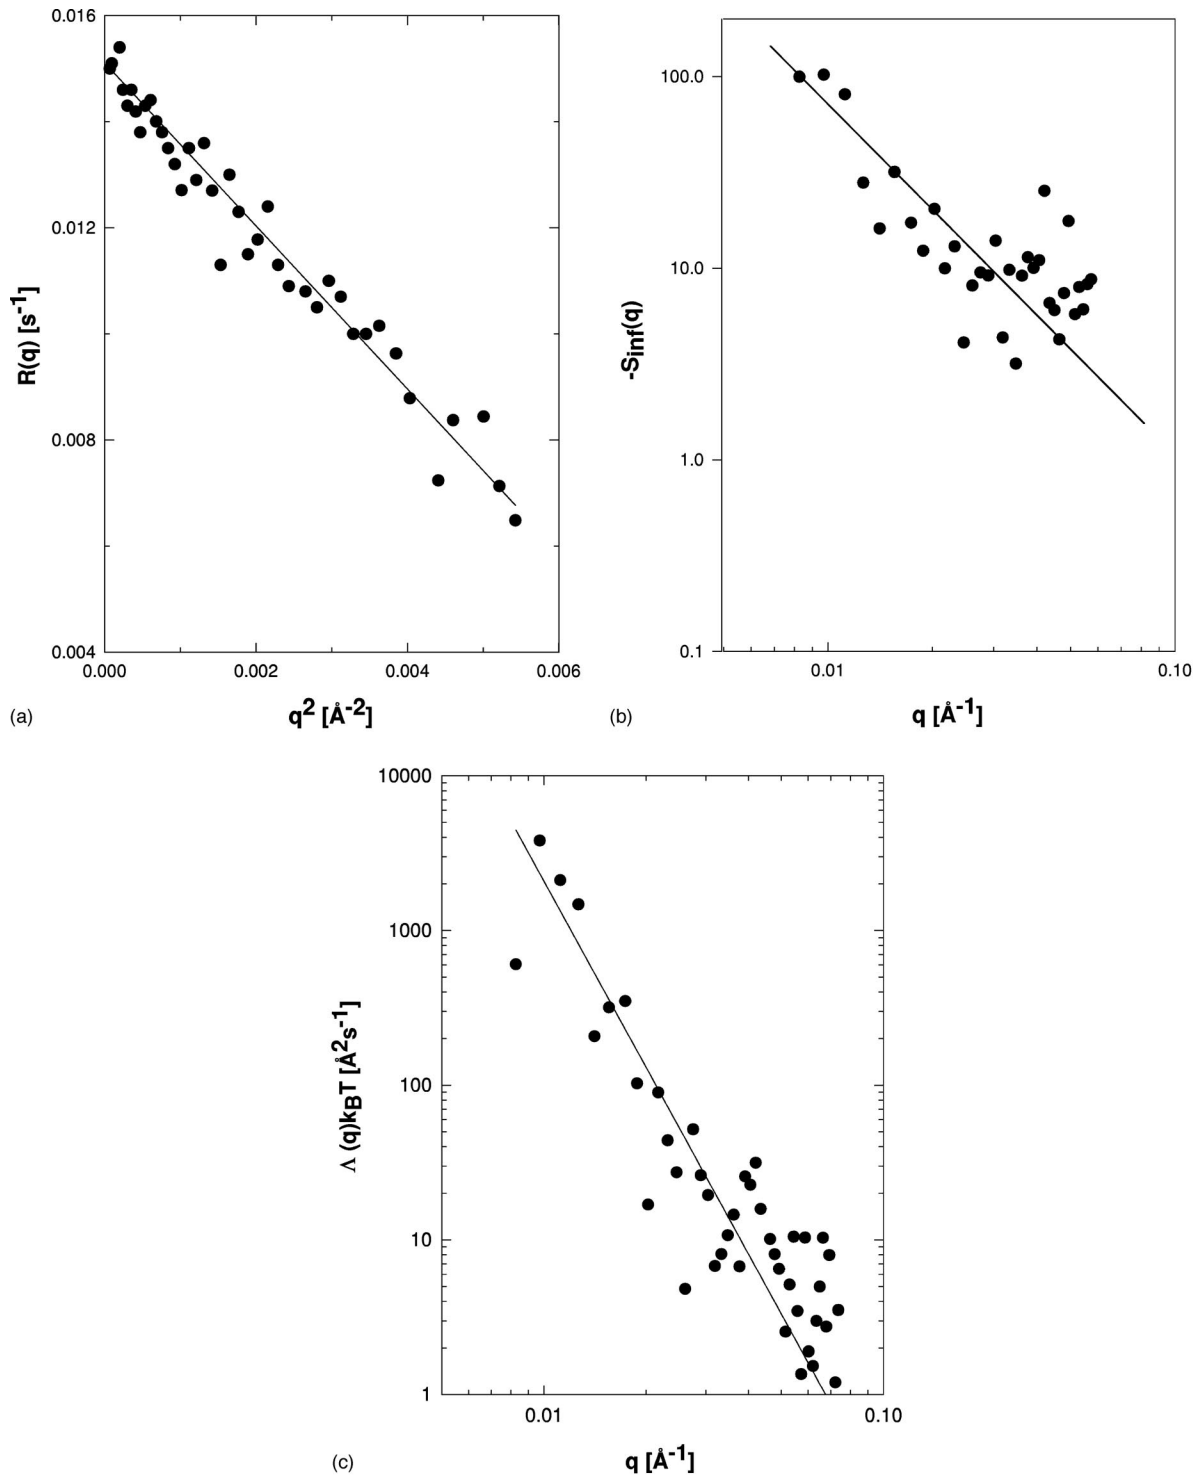 0.016
0.012
0.008
0.004
R(q) [s-1]
0.000 0.002 0.004 0.006
q2 [Å-2]
(a)
100.0
10.0
1.0
0.1
-Sinf(q)
0.01 0.10
q [Å-1]
(b)
10000
1000
100
10
1
Λ (q)kBT [Å2s-1]
0.01 0.10
q [Å-1]
(c)